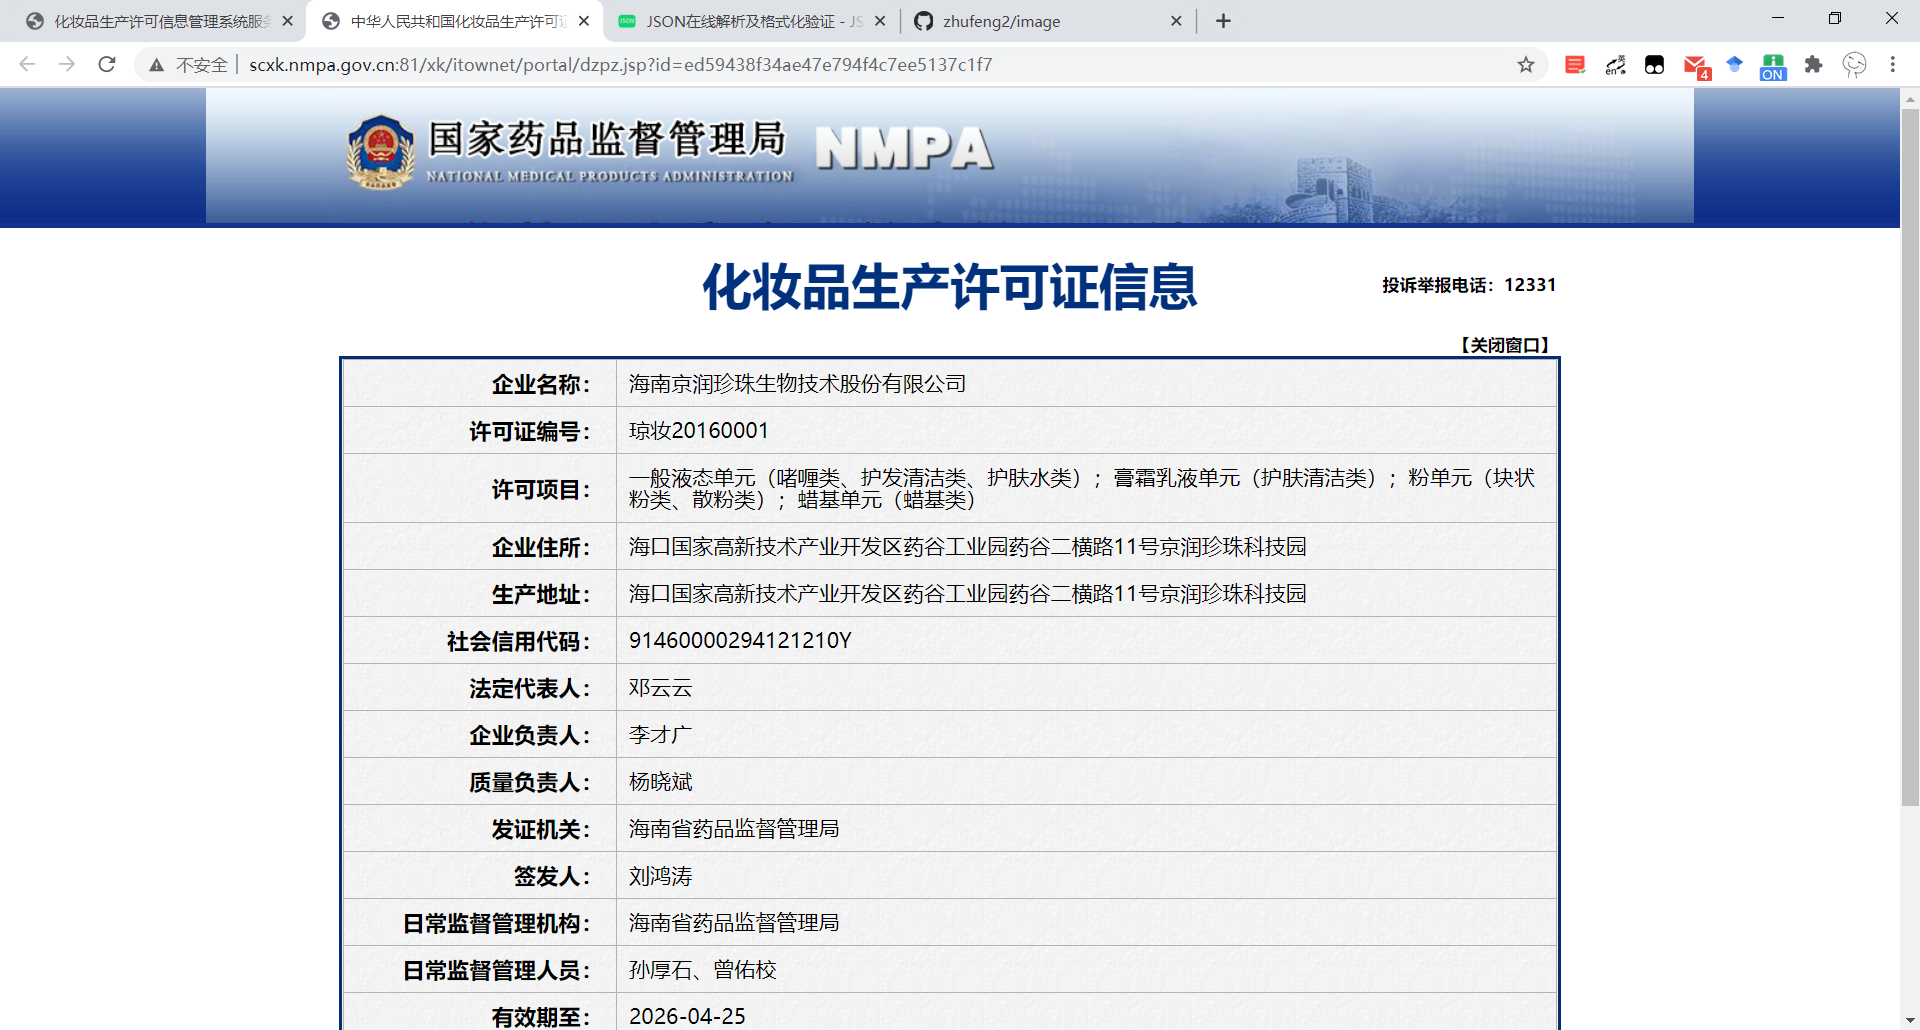 化妆品生产许可信息管理系统服务
中华人民共和国化妆品生产许可证
JSON在线解析及格式化验证 - JS
zhufeng2/image
不安全
scxk.nmpa.gov.cn:81/xk/itownet/portal/dzpz.jsp?id=ed59438f34ae47e794f4c7ee5137c1f7
英
en
4
ON
国家药品监督管理局 NMPA
NATIONAL MEDICAL PRODUCTS ADMINISTRATION
化妆品生产许可证信息
投诉举报电话：12331
【关闭窗口】
企业名称： 海南京润珍珠生物技术股份有限公司
许可证编号： 琼妆20160001
许可项目： 一般液态单元（啫喱类、护发清洁类、护肤水类）；膏霜乳液单元（护肤清洁类）；粉单元（块状
粉类、散粉类）；蜡基单元（蜡基类）
企业住所： 海口国家高新技术产业开发区药谷工业园药谷二横路11号京润珍珠科技园
生产地址： 海口国家高新技术产业开发区药谷工业园药谷二横路11号京润珍珠科技园
社会信用代码： 91460000294121210Y
法定代表人： 邓云云
企业负责人： 李才广
质量负责人： 杨晓斌
发证机关： 海南省药品监督管理局
签发人： 刘鸿涛
日常监督管理机构： 海南省药品监督管理局
日常监督管理人员： 孙厚石、曾佑校
有效期至： 2026-04-25